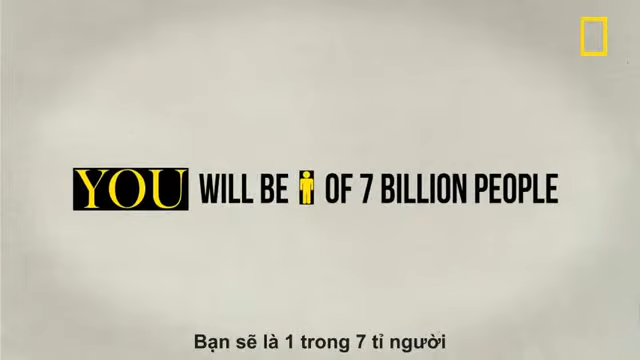 YOU WILL BE OF 7 BILLION PEOPLE
Bạn sẽ là 1 trong 7 tỉ người